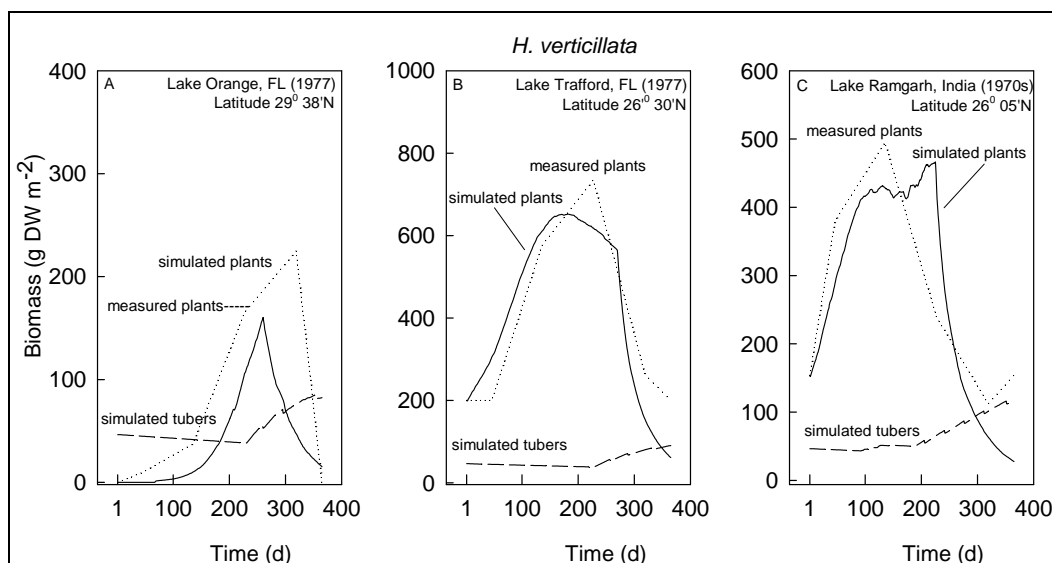 H. verticillata
Biomass (g DW m-2)
A
Lake Orange, FL (1977)
Latitude 29⁰ 38'N
400
300
200
100
0
simulated plants
measured plants
simulated tubers
1 100 200 300 400
Time (d)
B
Lake Trafford, FL (1977)
Latitude 26'⁰ 30'N
1000
800
600
400
200
0
measured plants
simulated plants
simulated tubers
1 100 200 300 400
Time (d)
C
Lake Ramgarh, India (1970s)
Latitude 26⁰ 05'N
600
500
400
300
200
100
0
measured plants
simulated plants
simulated tubers
1 100 200 300 400
Time (d)